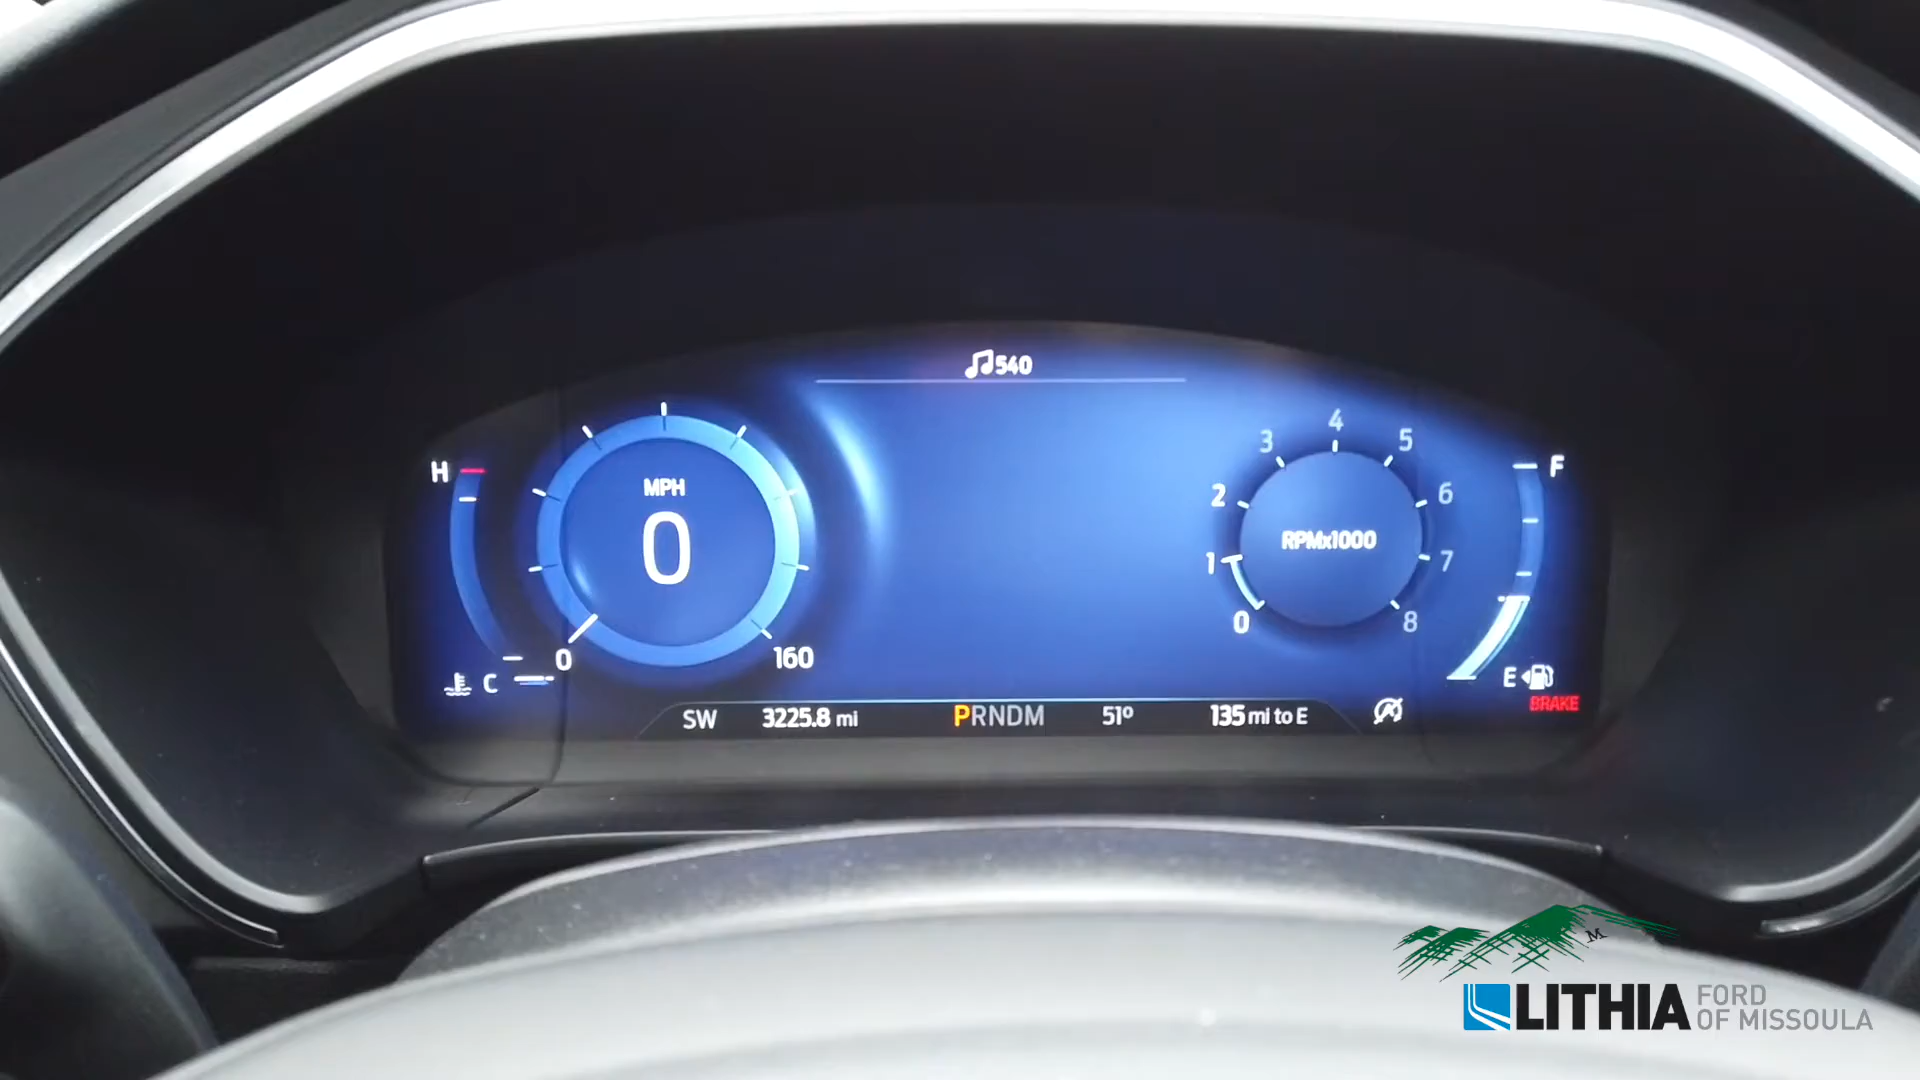 540
H
MPH
0
C
0
160
4
3
5
2
6
RPMx1000
1
7
0
8
F
E
BRAKE
SW
3225.8 mi
PRNDM
51º
135 mi to E
A
M
LITHIA FORD
OF MISSOULA